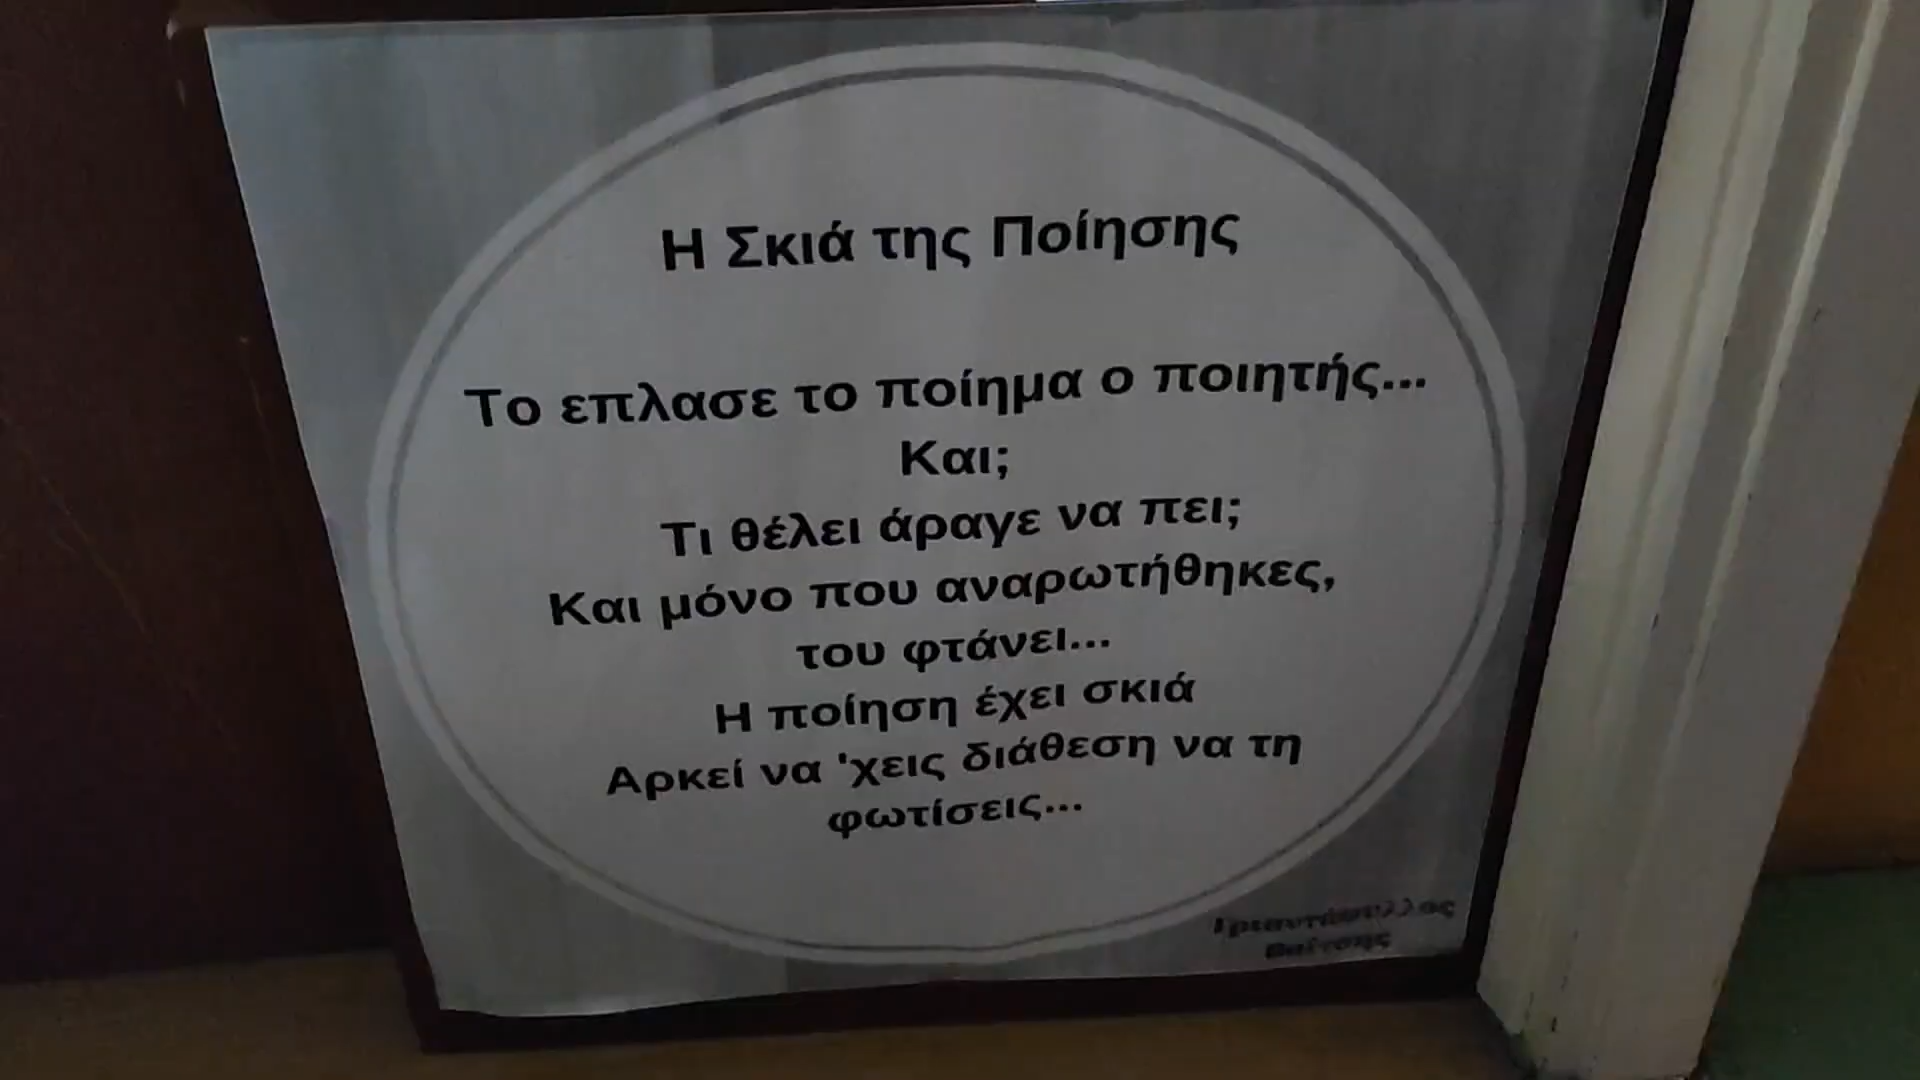 Η Σκιά της Ποίησης
Το επλασε το ποίημα ο ποιητής...
Και;
Τι θέλει άραγε να πει;
Και μόνο που αναρωτήθηκες,
του φτάνει...
Η ποίηση έχει σκιά
Αρκεί να 'χεις διάθεση να τη
φωτίσεις...
Τριαντάφυλλος